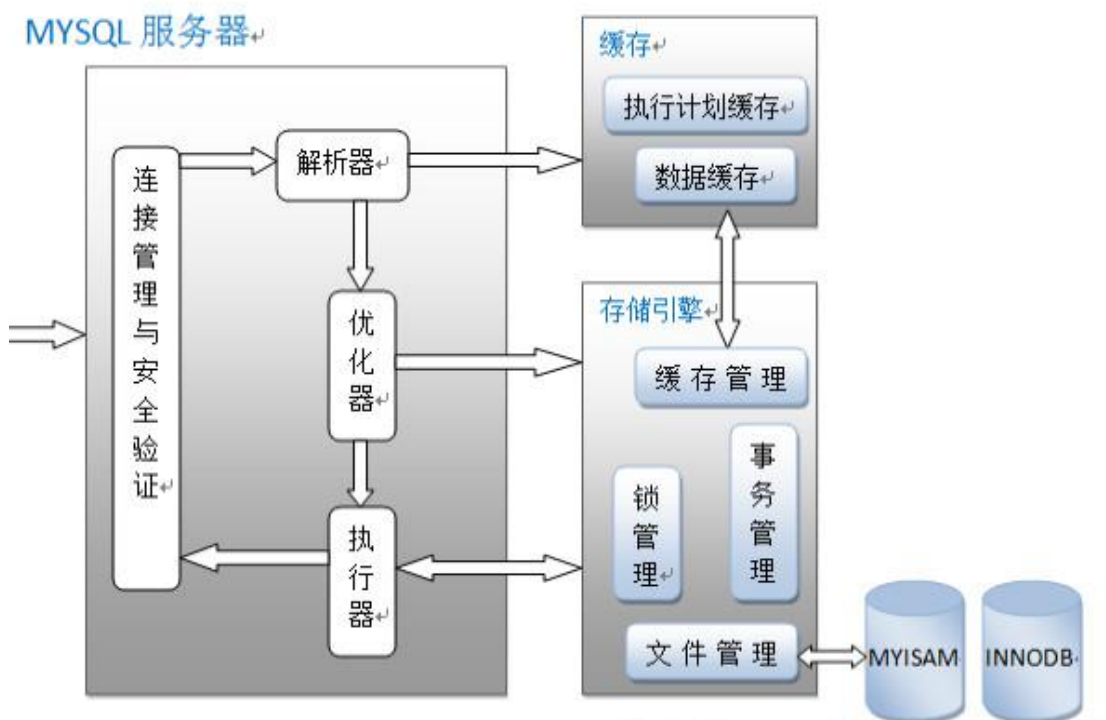 MYSQL 服务器
缓存
执行计划缓存
数据缓存
连接管理与安全验证
解析器
优化器
执行器
存储引擎
缓存管理
锁管理
事务管理
文件管理
MYISAM
INNODB